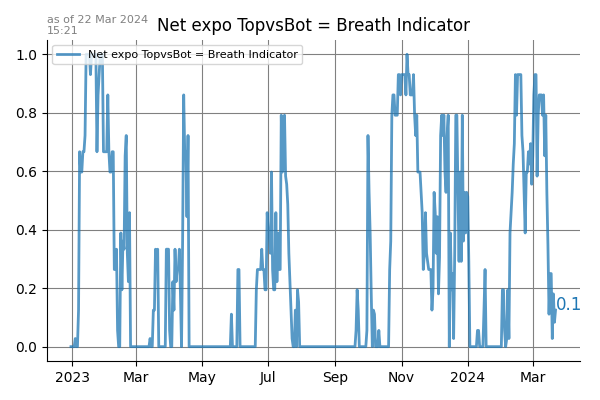 as of 22 Mar 2024
15:21
Net expo TopvsBot = Breath Indicator
Net expo TopvsBot = Breath Indicator
1.0
0.8
0.6
0.4
0.2
0.0
0.1
2023 Mar May Jul Sep Nov 2024 Mar